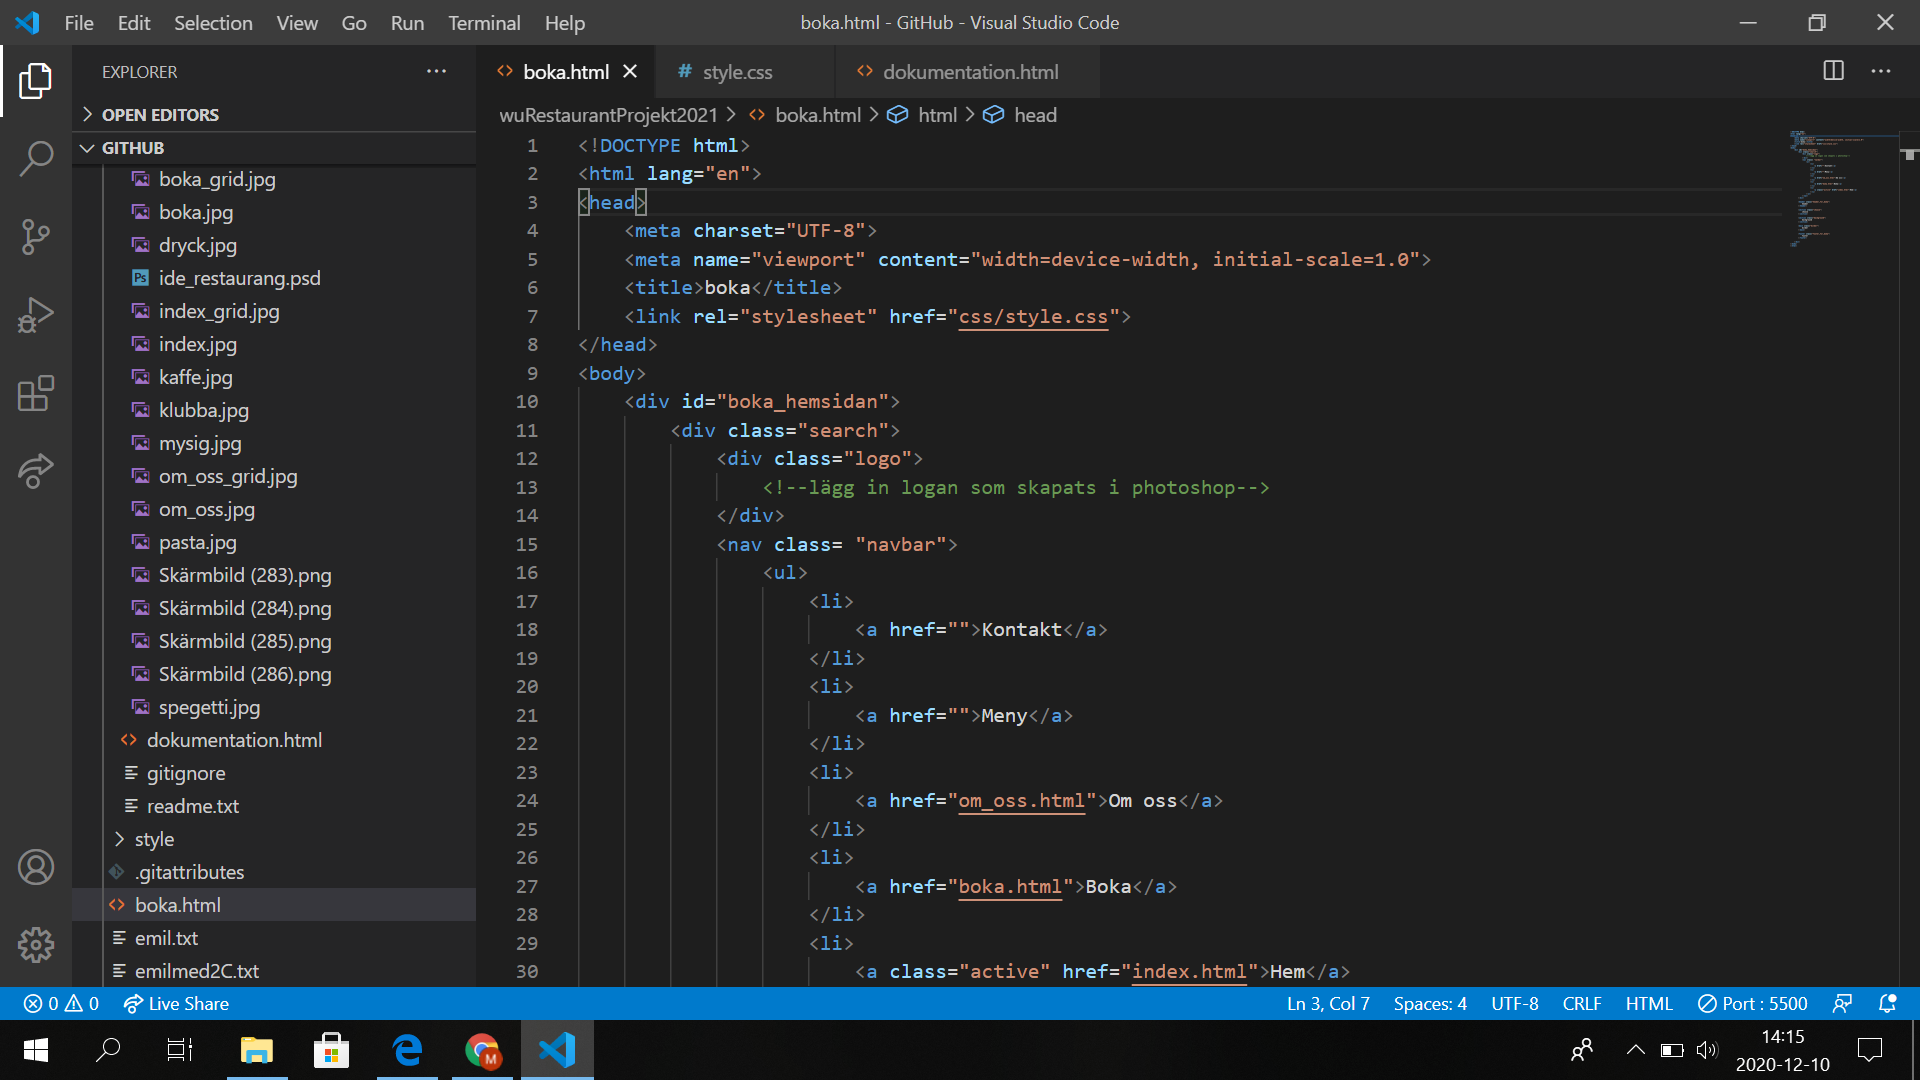 File Edit Selection View Go Run Terminal Help
boka.html - GitHub - Visual Studio Code
EXPLORER
OPEN EDITORS
GITHUB
boka_grid.jpg
boka.jpg
dryck.jpg
Ps ide_restaurang.psd
index_grid.jpg
index.jpg
kaffe.jpg
klubba.jpg
mysig.jpg
om_oss_grid.jpg
om_oss.jpg
pasta.jpg
Skärmbild (283).png
Skärmbild (284).png
Skärmbild (285).png
Skärmbild (286).png
spegetti.jpg
dokumentation.html
gitignore
readme.txt
style
.gitattributes
boka.html
emil.txt
emilmed2C.txt
boka.html # style.css dokumentation.html
wuRestaurantProjekt2021 > boka.html > html > head
1 <!DOCTYPE html>
2 <html lang="en">
3 <head>
4 <meta charset="UTF-8">
5 <meta name="viewport" content="width=device-width, initial-scale=1.0">
6 <title>boka</title>
7 <link rel="stylesheet" href="css/style.css">
8 </head>
9 <body>
10 <div id="boka_hemsidan">
11 <div class="search">
12 <div class="logo">
13 <!--lägg in logan som skapats i photoshop-->
14 </div>
15 <nav class= "navbar">
16 <ul>
17 <li>
18 <a href="">Kontakt</a>
19 </li>
20 <li>
21 <a href="">Meny</a>
22 </li>
23 <li>
24 <a href="om_oss.html">Om oss</a>
25 </li>
26 <li>
27 <a href="boka.html">Boka</a>
28 </li>
29 <li>
30 <a class="active" href="index.html">Hem</a>
0 0 Live Share
Ln 3, Col 7 Spaces: 4 UTF-8 CRLF HTML Port : 5500
M
14:15
2020-12-10